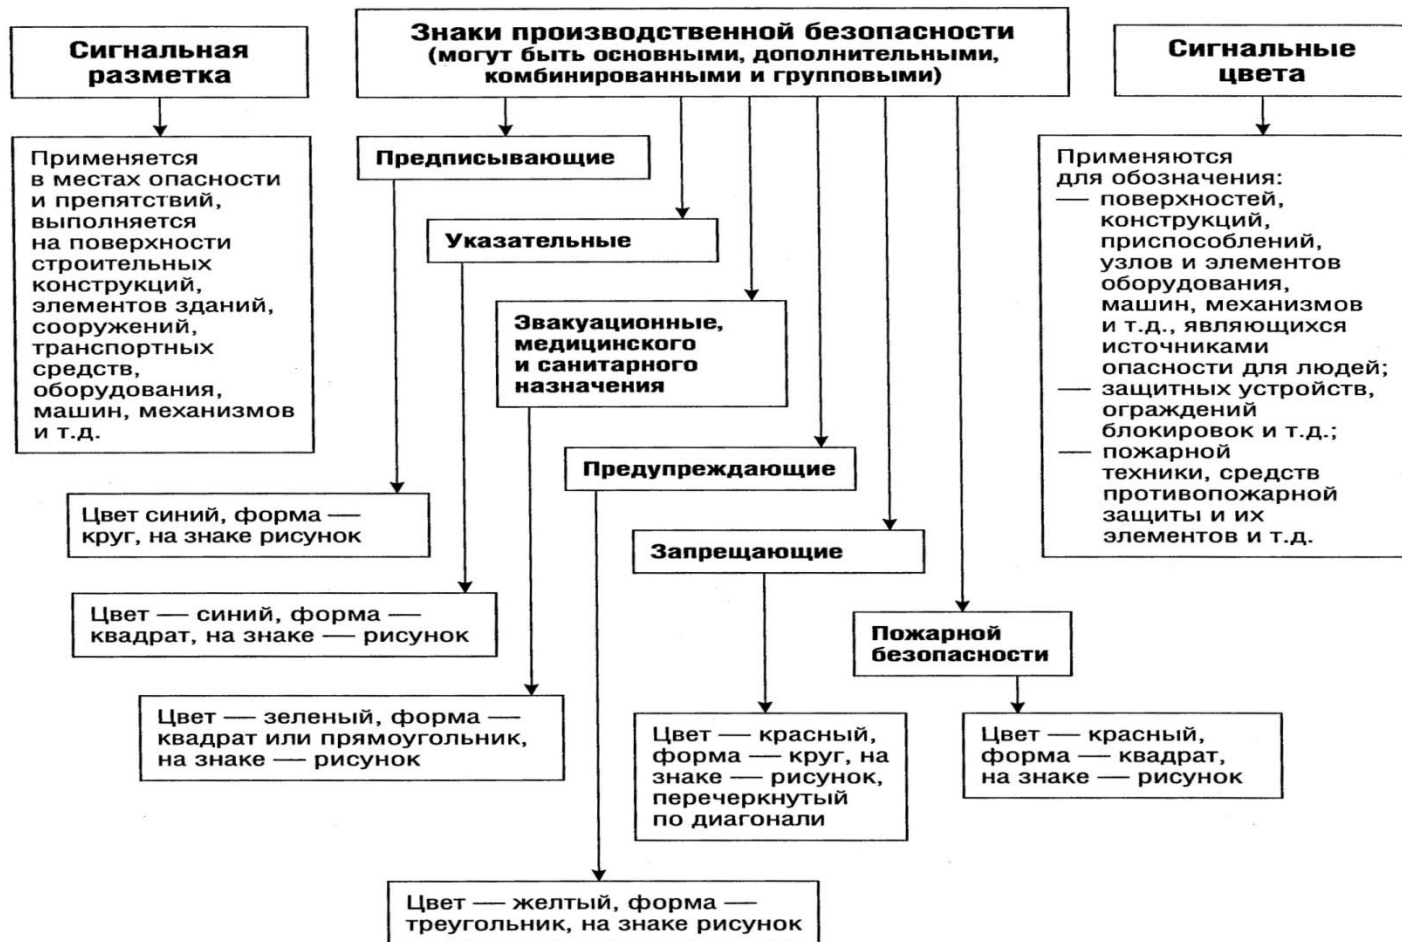 Сигнальная
разметка
Применяется
в местах опасности
и препятствий,
выполняется
на поверхности
строительных
конструкций,
элементов зданий,
сооружений,
транспортных
средств,
оборудования,
машин, механизмов
и т.д.
Знаки производственной безопасности
(могут быть основными, дополнительными,
комбинированными и групповыми)
Предписывающие
Цвет синий, форма —
круг, на знаке рисунок
Указательные
Цвет — синий, форма —
квадрат, на знаке — рисунок
Эвакуационные,
медицинского
и санитарного
назначения
Цвет — зеленый, форма —
квадрат или прямоугольник,
на знаке — рисунок
Предупреждающие
Цвет — желтый, форма —
треугольник, на знаке рисунок
Запрещающие
Цвет — красный,
форма — круг, на
знаке — рисунок,
перечеркнутый
по диагонали
Пожарной
безопасности
Цвет — красный,
форма — квадрат,
на знаке — рисунок
Сигнальные
цвета
Применяются
для обозначения:
— поверхностей,
конструкций,
приспособлений,
узлов и элементов
оборудования,
машин, механизмов
и т.д., являющихся
источниками
опасности для людей;
— защитных устройств,
ограждений
блокировок и т.д.;
— пожарной
техники, средств
противопожарной
защиты и их
элементов и т.д.